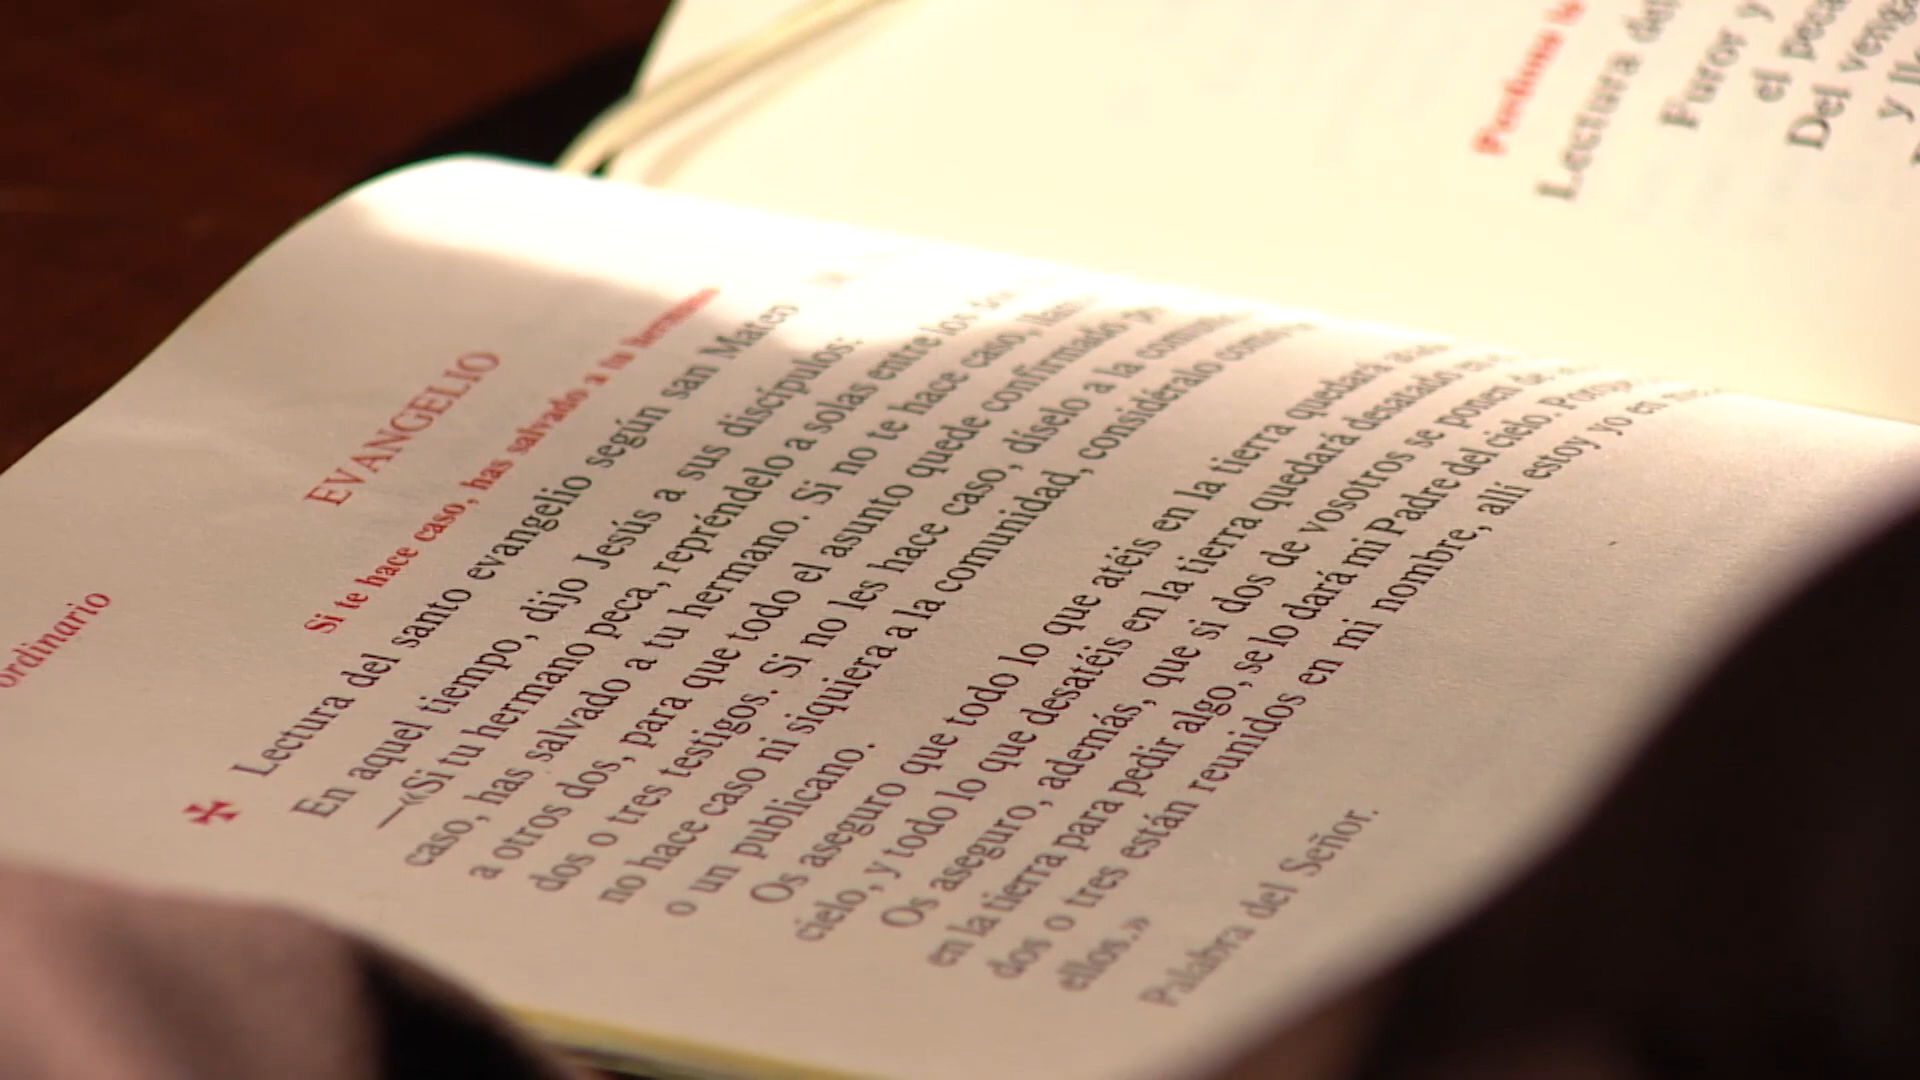 ordinario
EVANGELIO
Si te hace caso, has salvado a tu hermano
Lectura del santo evangelio según san Mateo
En aquel tiempo, dijo Jesús a sus discípulos:
—«Si tu hermano peca, repréndelo a solas entre los dos
caso, has salvado a tu hermano. Si no te hace caso,
a otros dos, para que todo el asunto quede confirmado
dos o tres testigos. Si no les hace caso, díselo a la
no hace caso ni siquiera a la comunidad, considéralo como
o un publicano.
Os aseguro que todo lo que atéis en la tierra quedará
cielo, y todo lo que desatéis en la tierra quedará desatado
Os aseguro, además, que si dos de vosotros se ponen de
en la tierra para pedir algo, se lo dará mi Padre del cielo. Porque
dos o tres están reunidos en mi nombre, allí estoy yo en
ellos.»
Palabra del Señor.
Lectura del
Furor y
el
Del
y